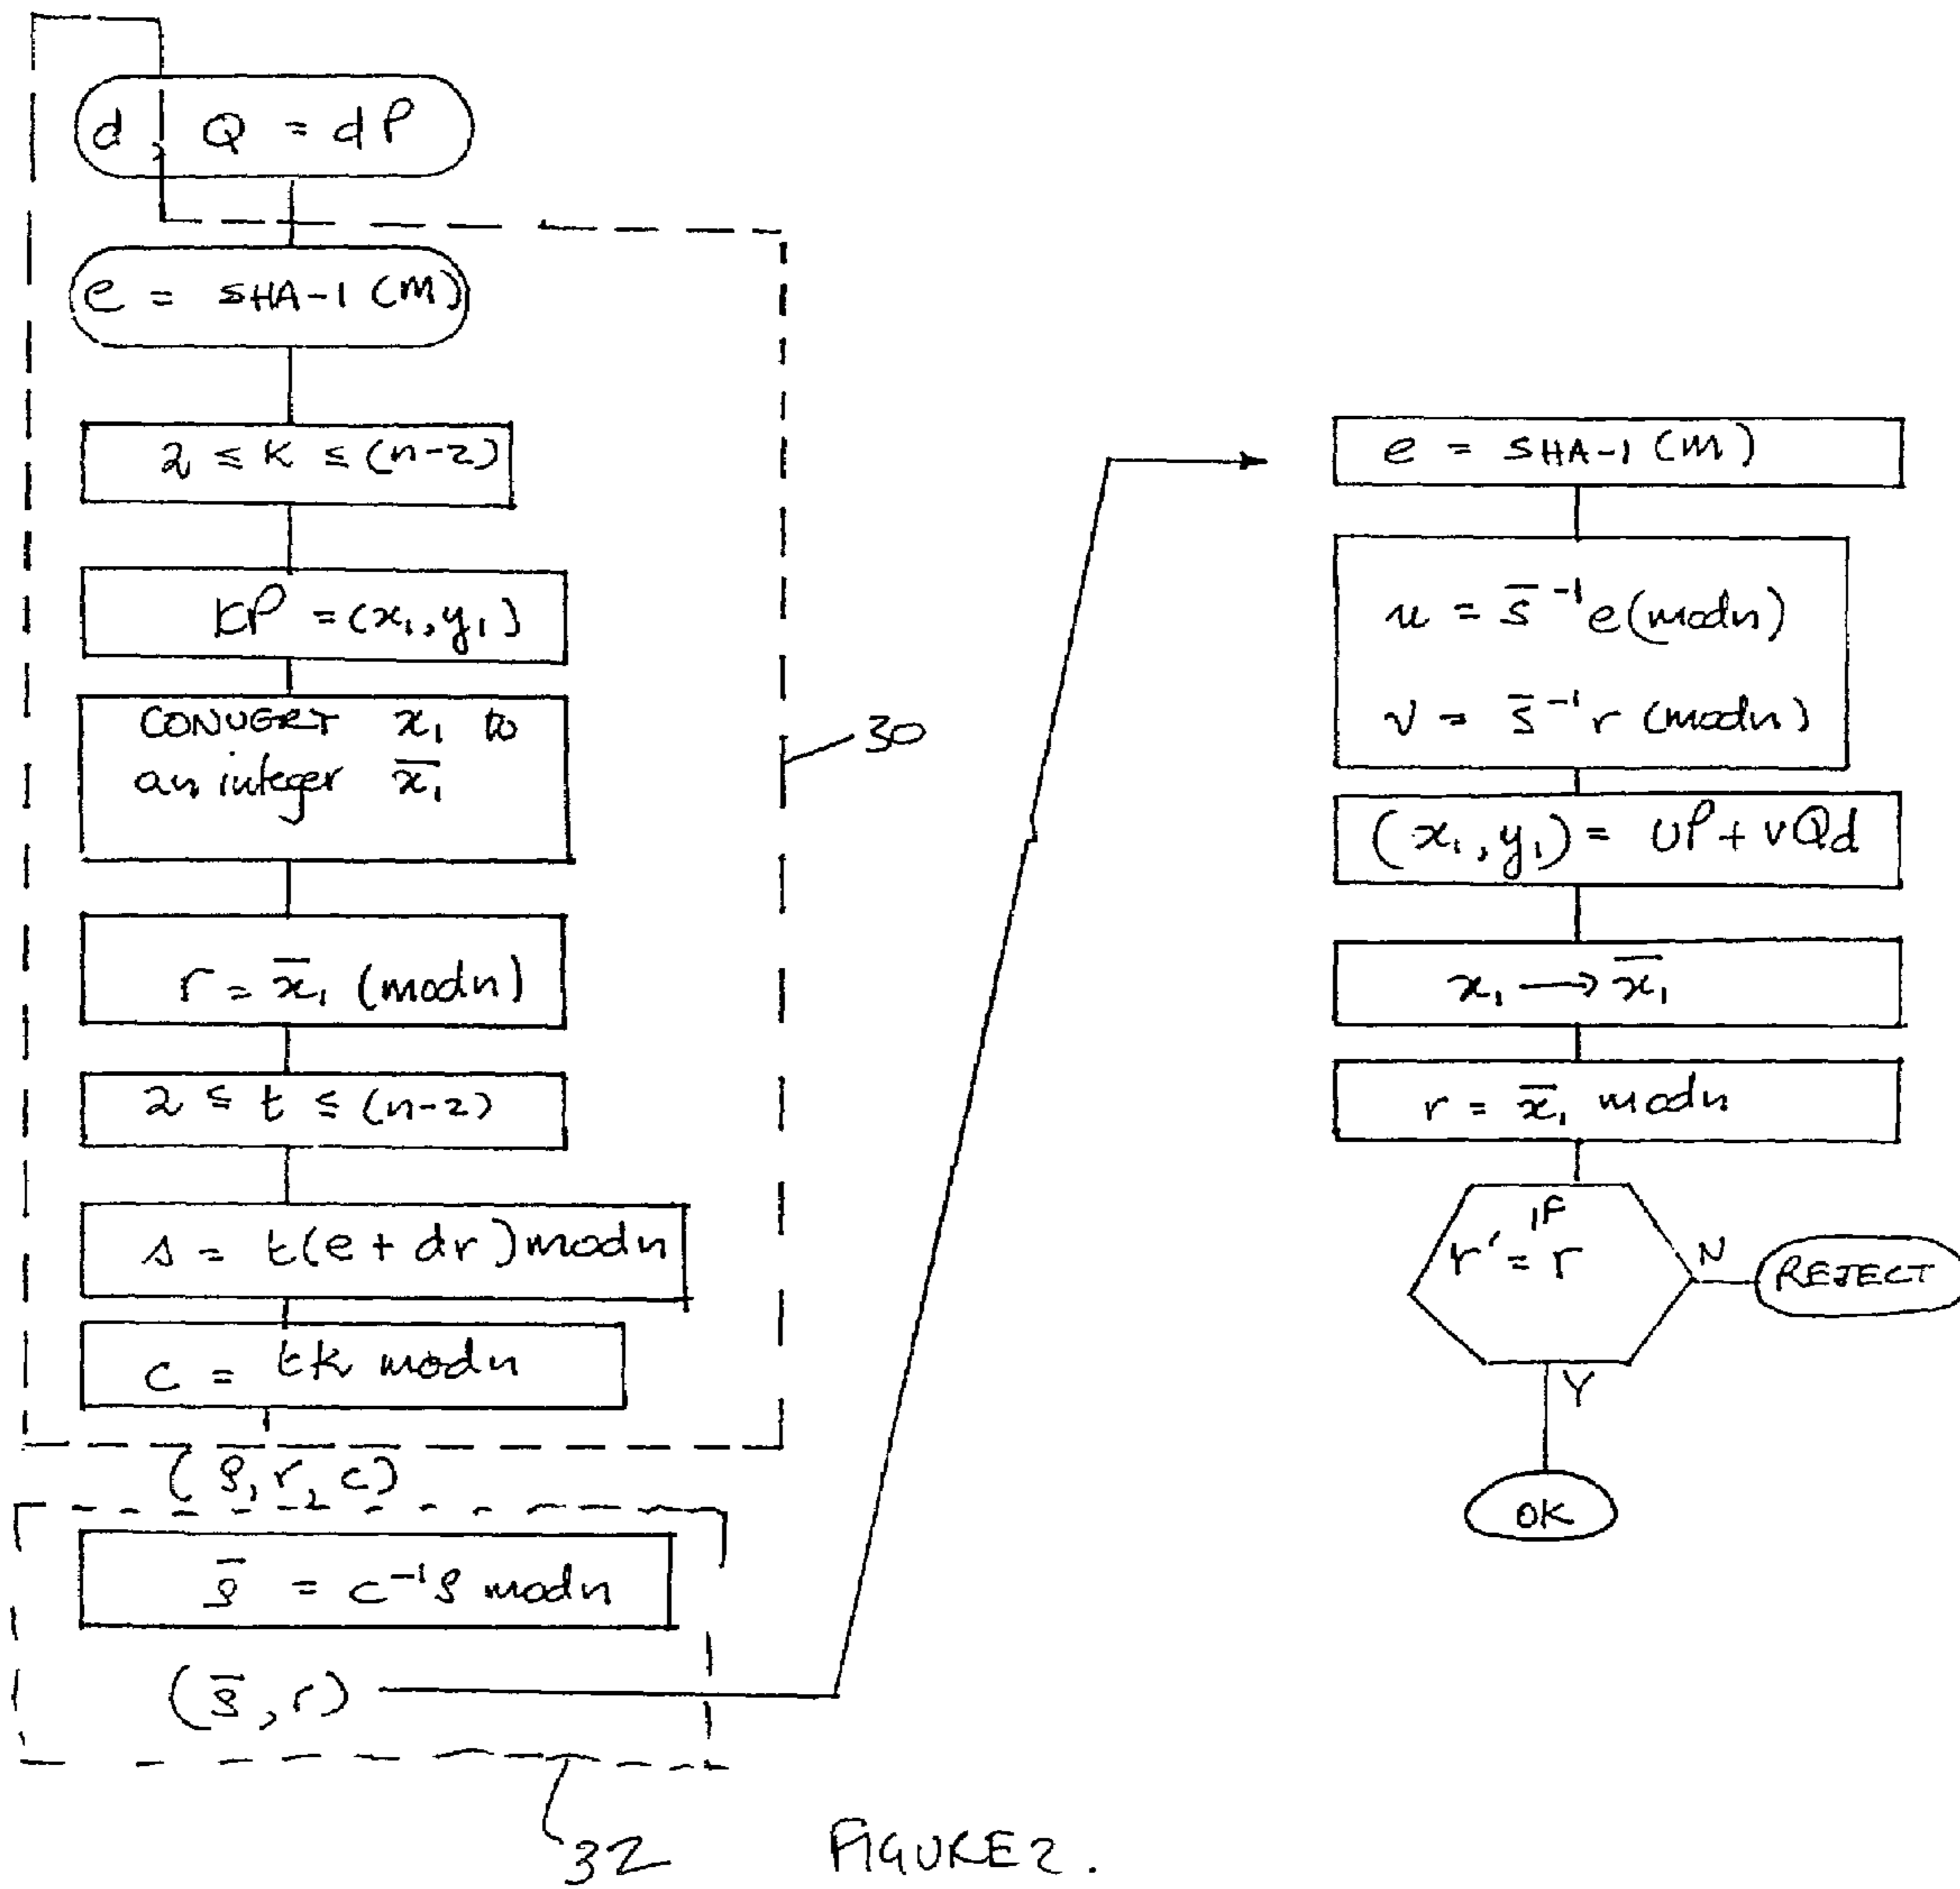 d, Q = dP
e = SHA-1 (m)
2 ≤ k ≤ (n-2)
kP = (x₁, y₁)
CONVERT x₁ to
an integer x̅₁
r = x̅₁ (mod n)
2 ≤ t ≤ (n-2)
s = t(e + dr) mod n
c = tk mod n
(s, r, c)
s̅ = c⁻¹s mod n
(s̅, r)
30
32
e = SHA-1 (m)
u = s̅⁻¹ e (mod n)
v = s̅⁻¹ r (mod n)
(x₁, y₁) = uP + vQd
x₁ → x̅₁
r = x̅₁ mod n
IF
r' = r
N
REJECT
Y
OK
FIGURE 2.